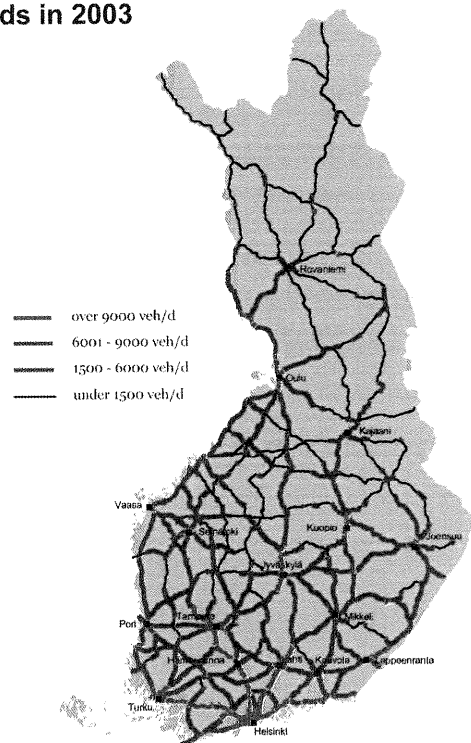 ds in 2003
over 9000 veh/d
6001 - 9000 veh/d
1500 - 6000 veh/d
under 1500 veh/d
Rovaniemi
Oulu
Kajaani
Vaasa
Seinäjoki
Kuopio
Joensuu
Jyväskylä
Pori
Tampere
Mikkeli
Hämeenlinna
Lahti
Kouvola
Lappeenranta
Turku
Helsinki